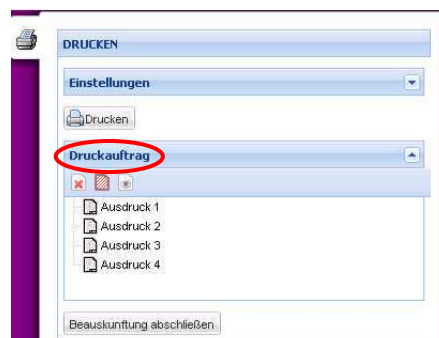 DRUCKEN
Einstellungen
Drucken
Druckauftrag
Ausdruck 1
Ausdruck 2
Ausdruck 3
Ausdruck 4
Beauskunftung abschließen